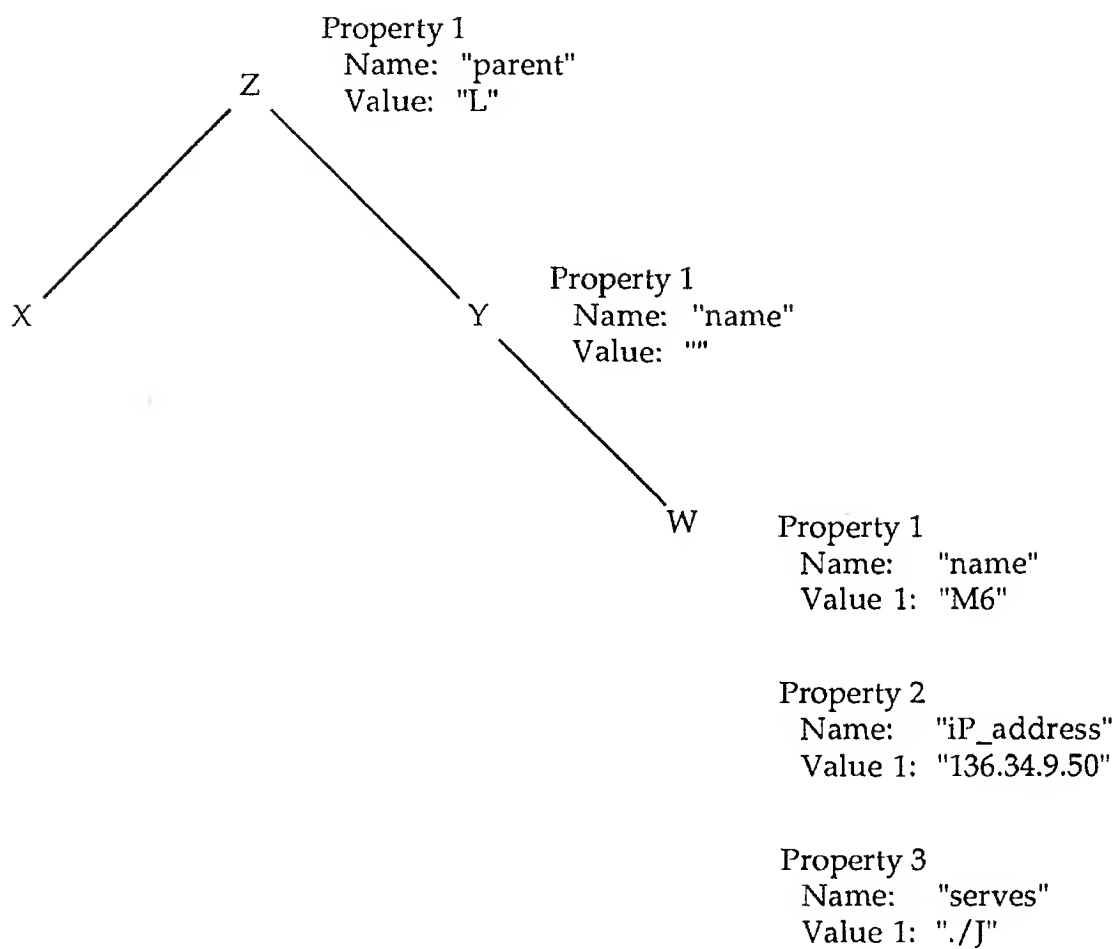 Property 1
Name: "parent"
Z
Value: "L"
Property 1
X
Y
Name: "name"
Value: ""
W
Property 1
Name: "name"
Value 1: "M6"
Property 2
Name: "iP_address"
Value 1: "136.34.9.50"
Property 3
Name: "serves"
Value 1: "./J"